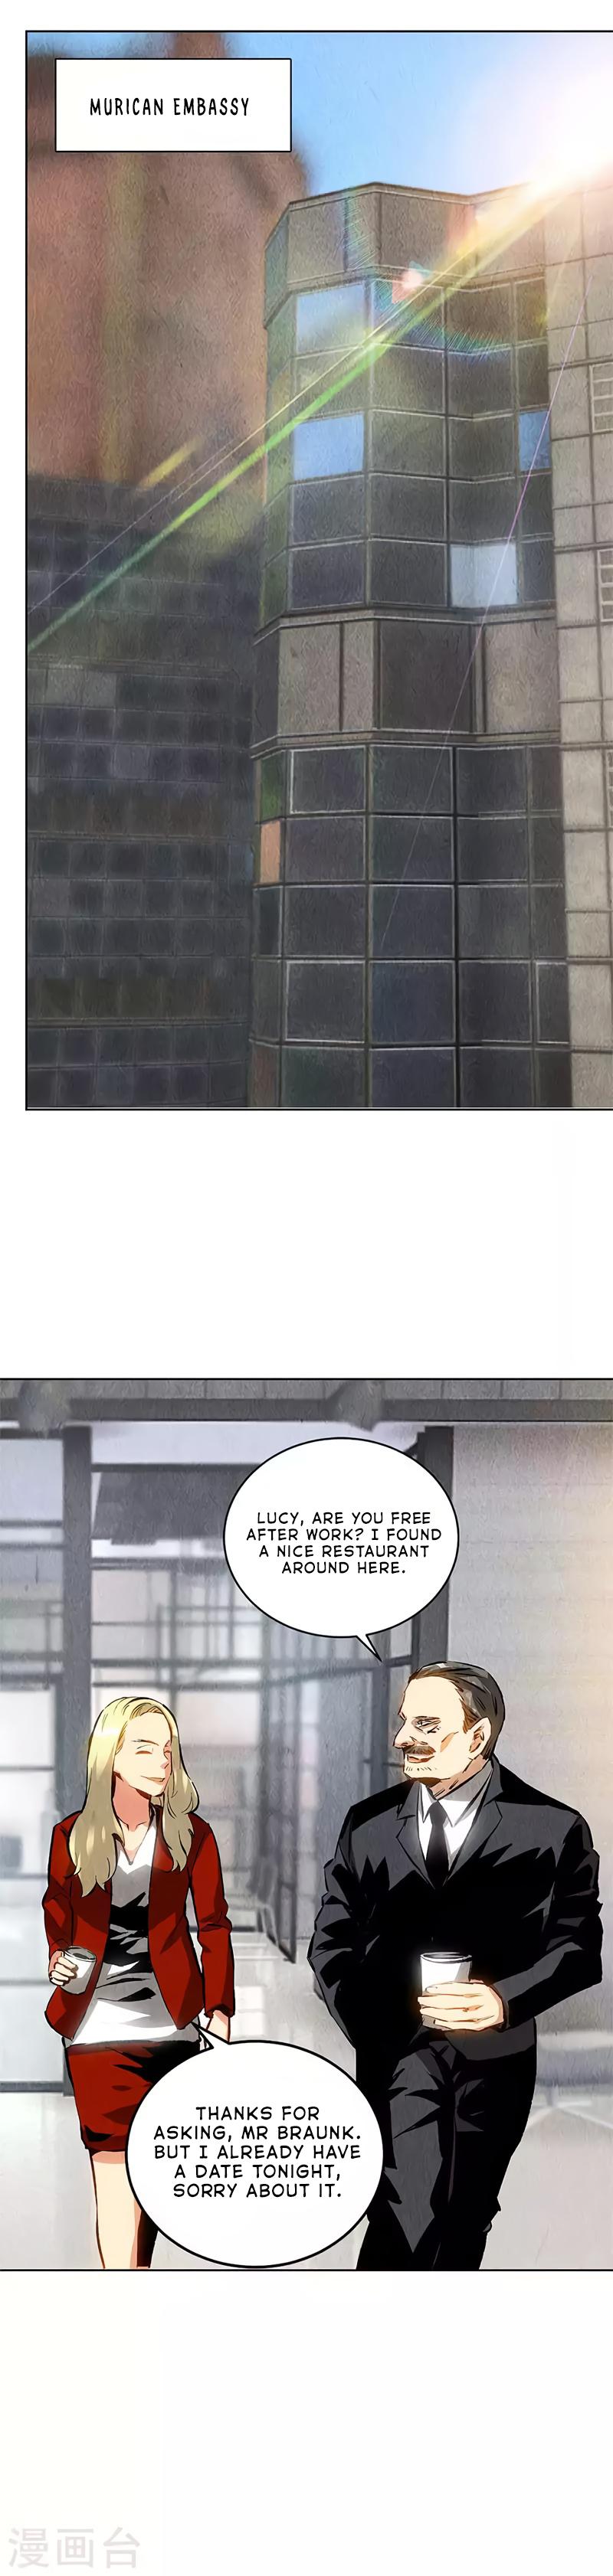 MURICAN EMBASSY
LUCY, ARE YOU FREE
AFTER WORK? I FOUND
A NICE RESTAURANT
AROUND HERE.
THANKS FOR
ASKING, MR BRAUNK.
BUT I ALREADY HAVE
A DATE TONIGHT,
SORRY ABOUT IT.
漫画台